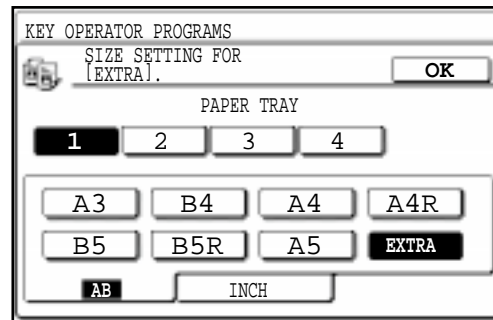 KEY OPERATOR PROGRAMS
SIZE SETTING FOR
[EXTRA].
OK
PAPER TRAY
1 2 3 4
A3 B4 A4 A4R
B5 B5R A5 EXTRA
AB INCH